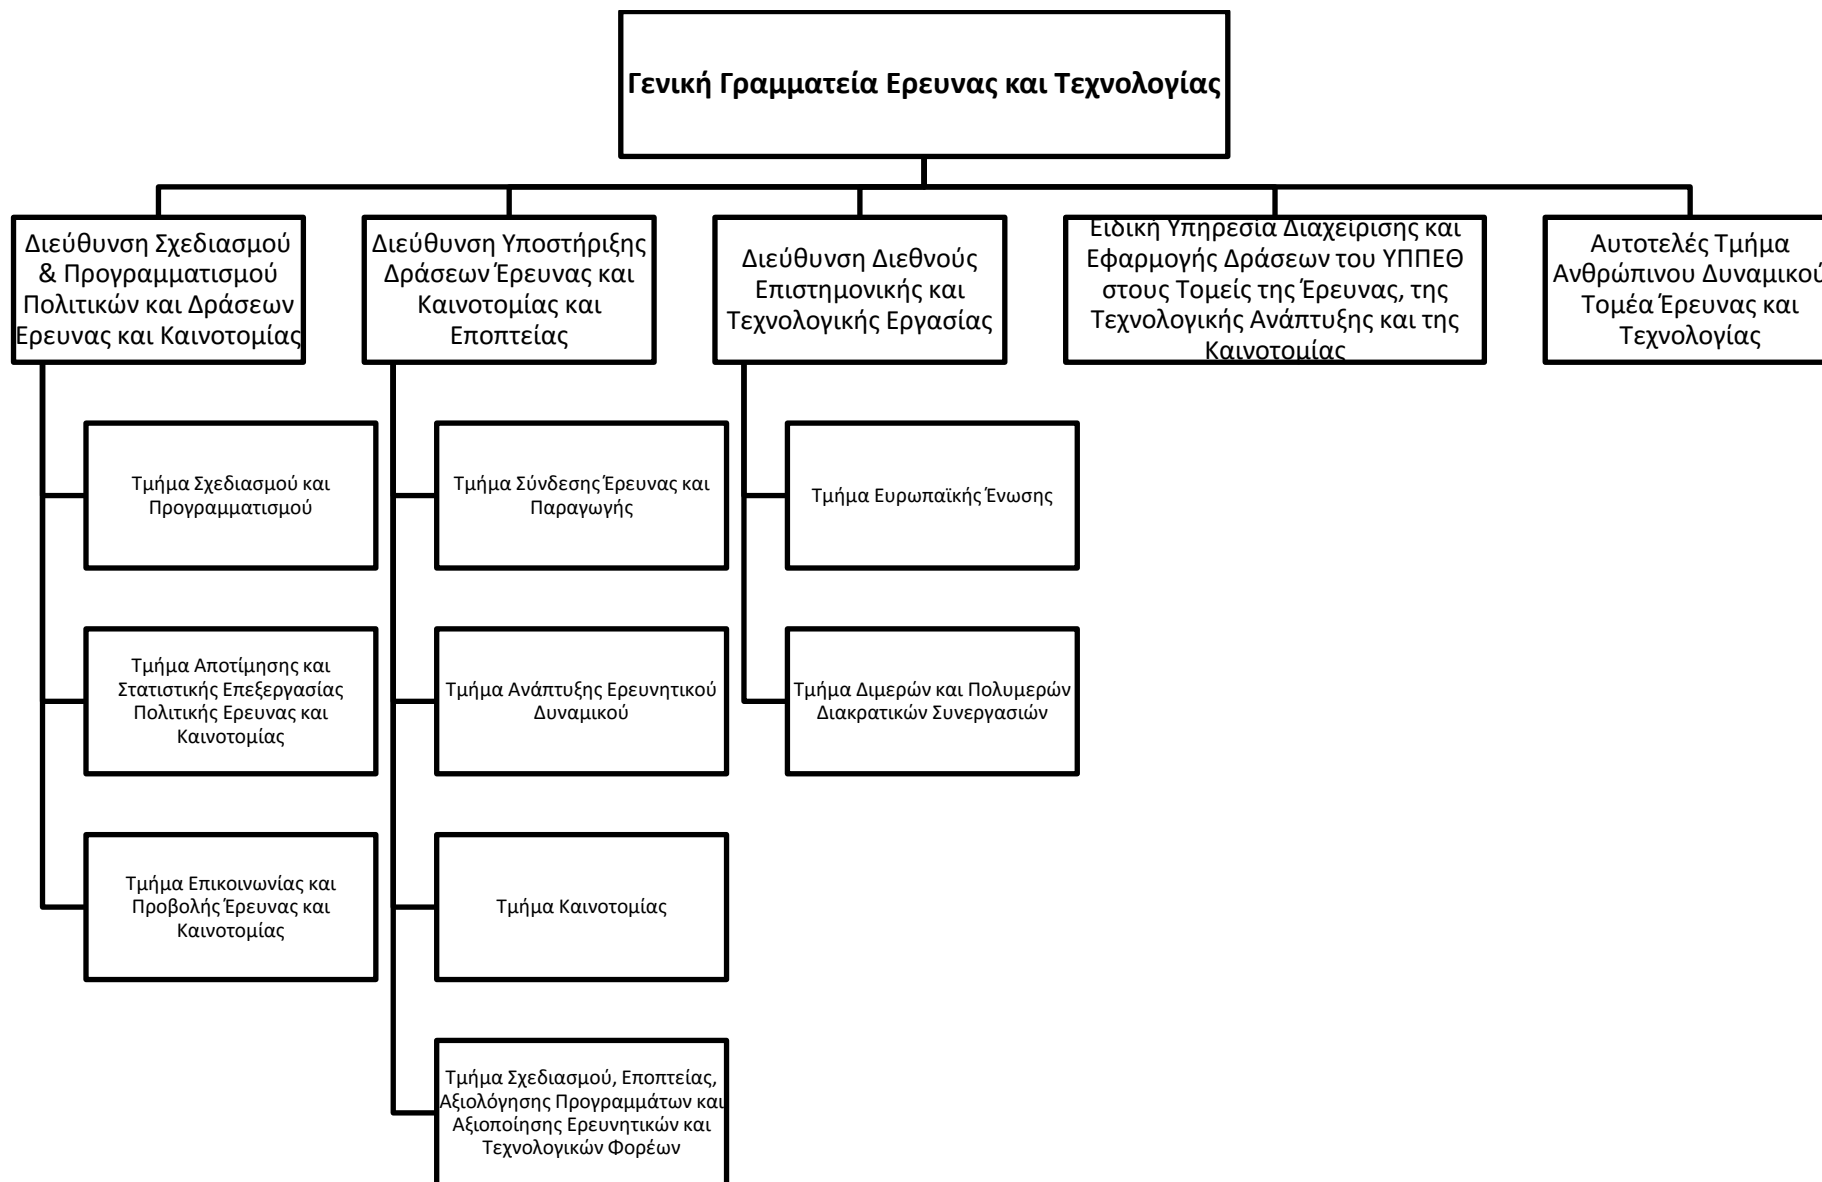 Γενική Γραμματεία Ερευνας και Τεχνολογίας
Διεύθυνση Σχεδιασμού
& Προγραμματισμού
Πολιτικών και Δράσεων
Ερευνας και Καινοτομίας
Διεύθυνση Υποστήριξης
Δράσεων Έρευνας και
Καινοτομίας και
Εποπτείας
Διεύθυνση Διεθνούς
Επιστημονικής και
Τεχνολογικής Εργασίας
Ειδική Υπηρεσία Διαχείρισης και
Εφαρμογής Δράσεων του ΥΠΠΕΘ
στους Τομείς της Έρευνας, της
Τεχνολογικής Ανάπτυξης και της
Καινοτομίας
Αυτοτελές Τμήμα
Ανθρώπινου Δυναμικού
Τομέα Έρευνας και
Τεχνολογίας
Τμήμα Σχεδιασμού και
Προγραμματισμού
Τμήμα Αποτίμησης και
Στατιστικής Επεξεργασίας
Πολιτικής Ερευνας και
Καινοτομίας
Τμήμα Επικοινωνίας και
Προβολής Έρευνας και
Καινοτομίας
Τμήμα Σύνδεσης Έρευνας και
Παραγωγής
Τμήμα Ανάπτυξης Ερευνητικού
Δυναμικού
Τμήμα Καινοτομίας
Τμήμα Σχεδιασμού, Εποπτείας,
Αξιολόγησης Προγραμμάτων και
Αξιοποίησης Ερευνητικών και
Τεχνολογικών Φορέων
Τμήμα Ευρωπαϊκής Ένωσης
Τμήμα Διμερών και Πολυμερών
Διακρατικών Συνεργασιών